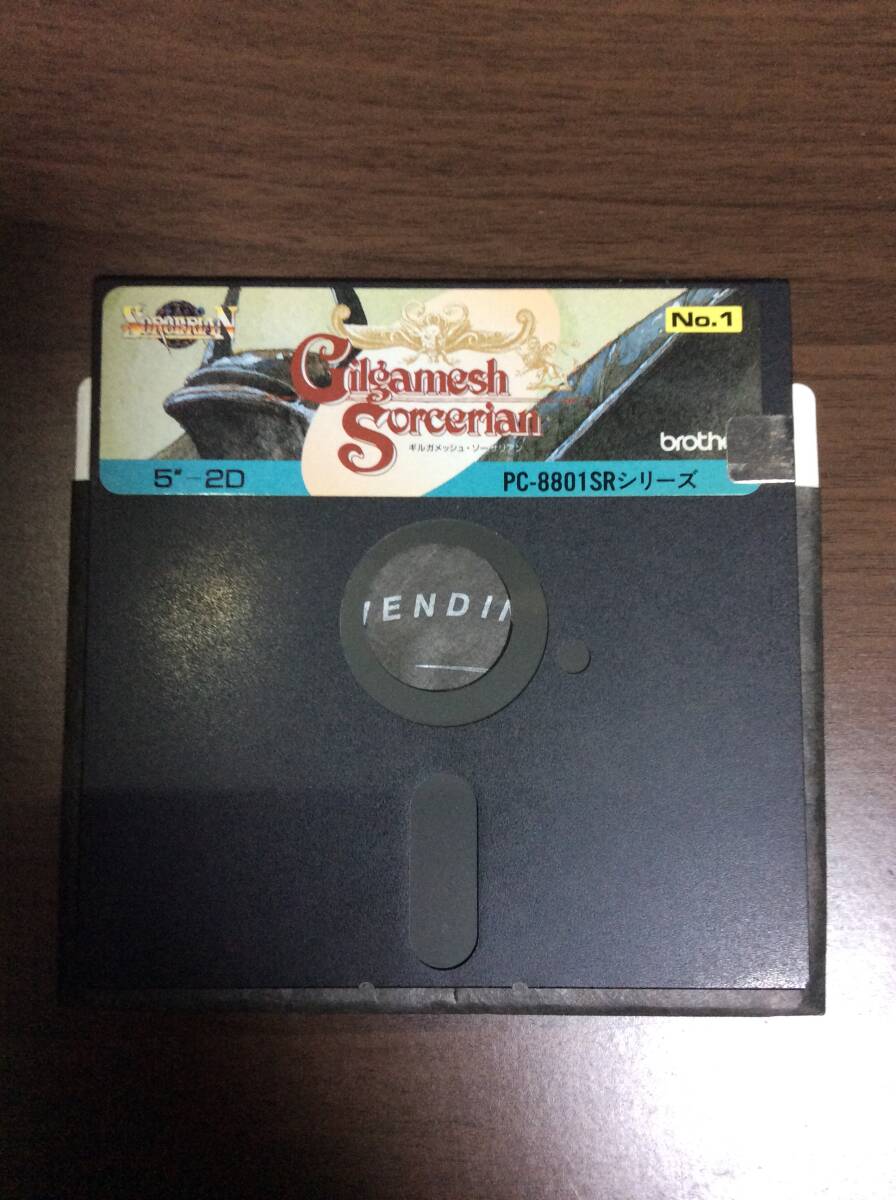 SORCERIAN
No.1
Gilgamesh
Sorcerian
ギルガメッシュ・ソーサリアン
brothe
5"-2D
PC-8801SRシリーズ
ENDI